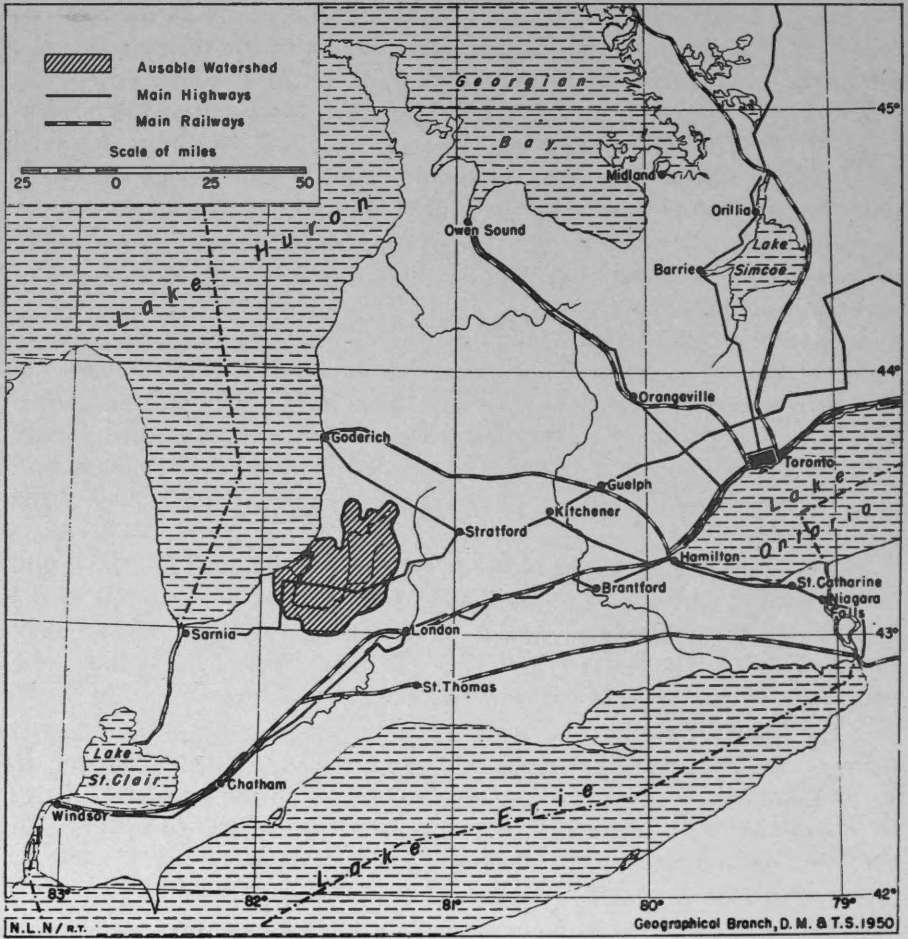 Ausable Watershed
Main Highways
Main Railways
Scale of miles
25 0 25 50
Georgian
Bay
Midland
Orillia
Lake
Simcoe
Barrie
Owen Sound
Lake Huron
45°
44°
Orangeville
Goderich
Toronto
Lake
Ontario
Guelph
Kitchener
Stratford
Hamilton
St. Catharine
Brantford
Niagara
Falls
Sarnia
London
43°
St. Thomas
Lake
St. Clair
Chatham
Windsor
Lake Erie
83°
82°
81°
80°
79°
42°
N.L.N/R.T.
Geographical Branch, D. M. & T.S. 1950